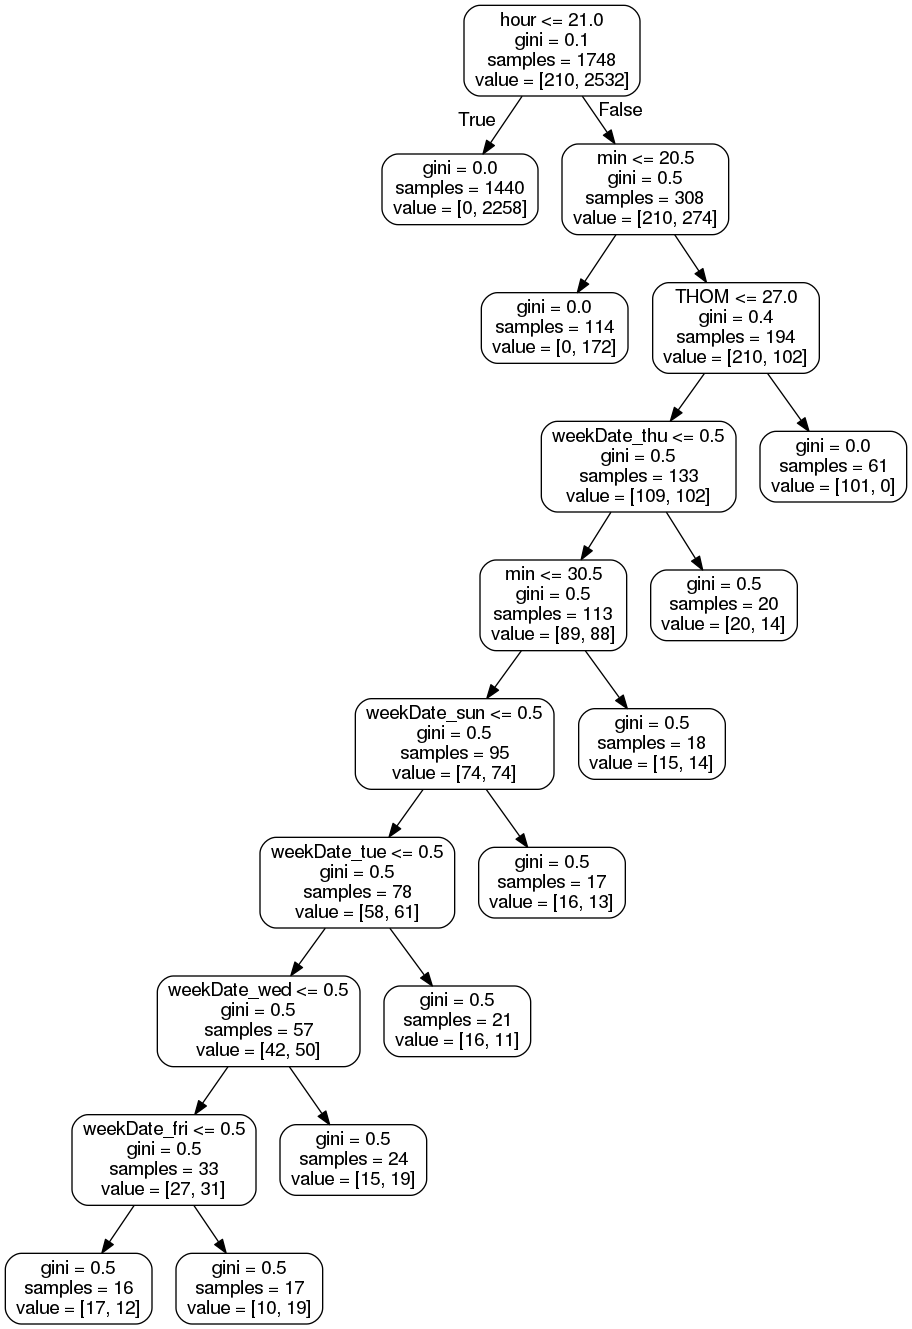 hour <= 21.0
gini = 0.1
samples = 1748
value = [210, 2532]
True
False
gini = 0.0
samples = 1440
value = [0, 2258]
min <= 20.5
gini = 0.5
samples = 308
value = [210, 274]
gini = 0.0
samples = 114
value = [0, 172]
THOM <= 27.0
gini = 0.4
samples = 194
value = [210, 102]
weekDate_thu <= 0.5
gini = 0.5
samples = 133
value = [109, 102]
gini = 0.0
samples = 61
value = [101, 0]
min <= 30.5
gini = 0.5
samples = 113
value = [89, 88]
gini = 0.5
samples = 20
value = [20, 14]
weekDate_sun <= 0.5
gini = 0.5
samples = 95
value = [74, 74]
gini = 0.5
samples = 18
value = [15, 14]
weekDate_tue <= 0.5
gini = 0.5
samples = 78
value = [58, 61]
gini = 0.5
samples = 17
value = [16, 13]
weekDate_wed <= 0.5
gini = 0.5
samples = 57
value = [42, 50]
gini = 0.5
samples = 21
value = [16, 11]
weekDate_fri <= 0.5
gini = 0.5
samples = 33
value = [27, 31]
gini = 0.5
samples = 24
value = [15, 19]
gini = 0.5
samples = 16
value = [17, 12]
gini = 0.5
samples = 17
value = [10, 19]